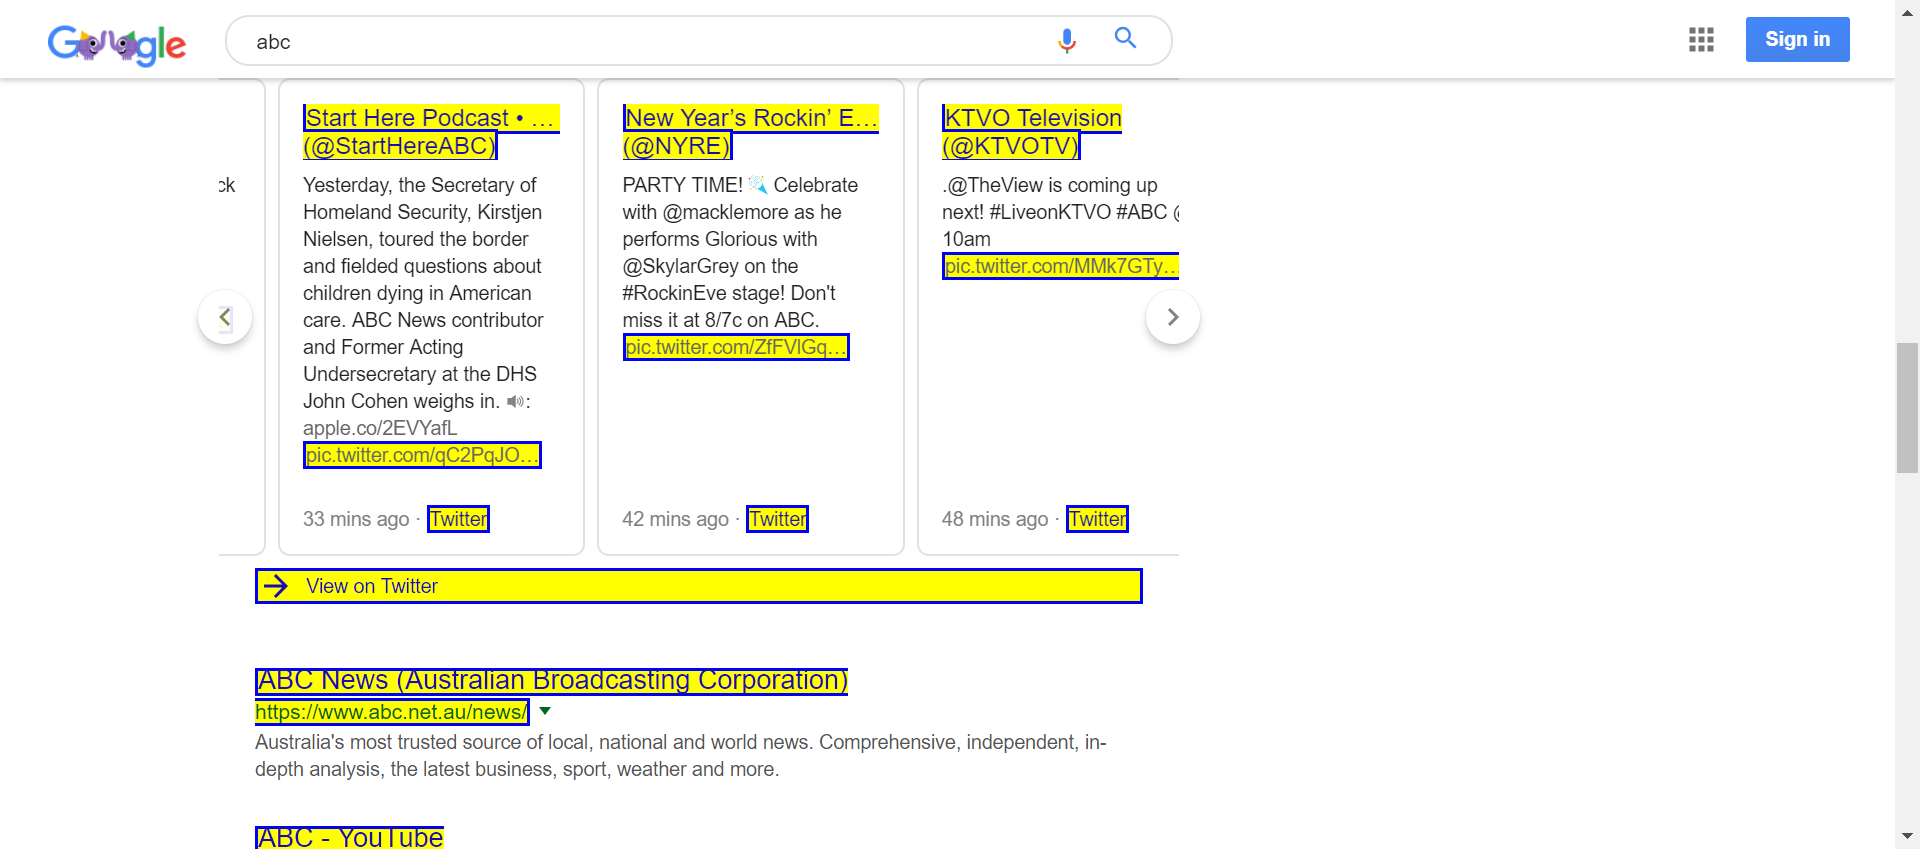 Google
abc
Sign in
ck
Start Here Podcast • …
(@StartHereABC)
Yesterday, the Secretary of
Homeland Security, Kirstjen
Nielsen, toured the border
and fielded questions about
children dying in American
care. ABC News contributor
and Former Acting
Undersecretary at the DHS
John Cohen weighs in. 🔊:
apple.co/2EVYafL
pic.twitter.com/qC2PqJO…
33 mins ago · Twitter
New Year’s Rockin’ E…
(@NYRE)
PARTY TIME! 🎉 Celebrate
with @macklemore as he
performs Glorious with
@SkylarGrey on the
#RockinEve stage! Don't
miss it at 8/7c on ABC.
pic.twitter.com/ZfFVlGq…
42 mins ago · Twitter
KTVO Television
(@KTVOTV)
.@TheView is coming up
next! #LiveonKTVO #ABC @
10am
pic.twitter.com/MMk7GTy…
48 mins ago · Twitter
View on Twitter
ABC News (Australian Broadcasting Corporation)
https://www.abc.net.au/news/
Australia's most trusted source of local, national and world news. Comprehensive, independent, in-
depth analysis, the latest business, sport, weather and more.
ABC - YouTube